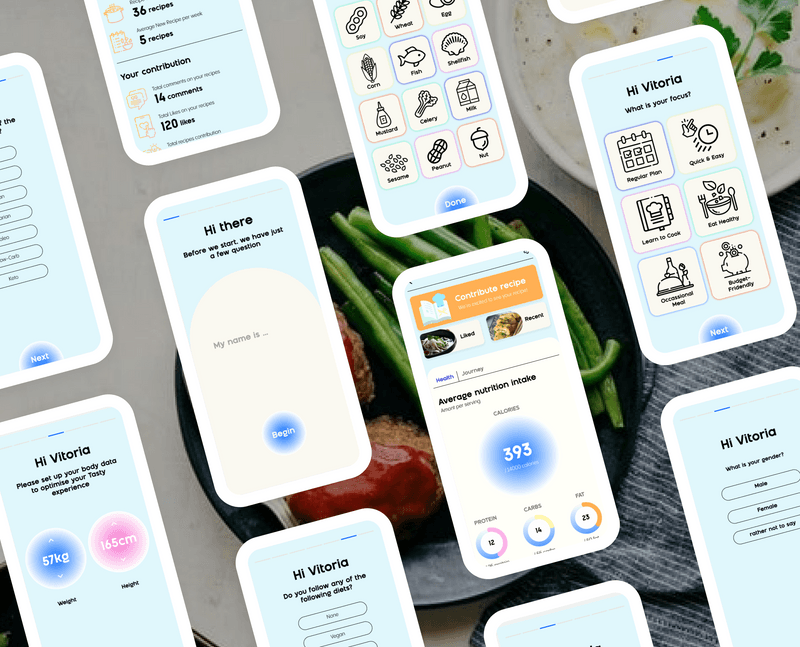 36 recipes
Average New Recipe per week
5 recipes
Your contribution
Total comments on your recipes
14 comments
Total Likes on your recipes
120 likes
Total recipes contribution
Soy
Wheat
Egg
Corn
Fish
Shellfish
Mustard
Celery
Milk
Sesame
Peanut
Nut
Done
Hi Vitoria
What is your focus?
Regular Plan
Quick & Easy
Learn to Cook
Eat Healthy
Occassional
Meal
Budget-
Friendly
Next
Keto
Next
Hi there
Before we start, we have just
a few question
My name is ...
Begin
Contribute recipe
Liked
Recent
Health
Journey
Average nutrition intake
Amont per serving
CALORIES
393
PROTEIN
CARBS
FAT
12
14
23
Hi Vitoria
Please set up your body data
to optimise your Tasty
experience
57kg
165cm
Weight
Height
Hi Vitoria
Do you follow any of the
following diets?
None
Vegan
Hi Vitoria
What is your gender?
Male
Female
rather not to say